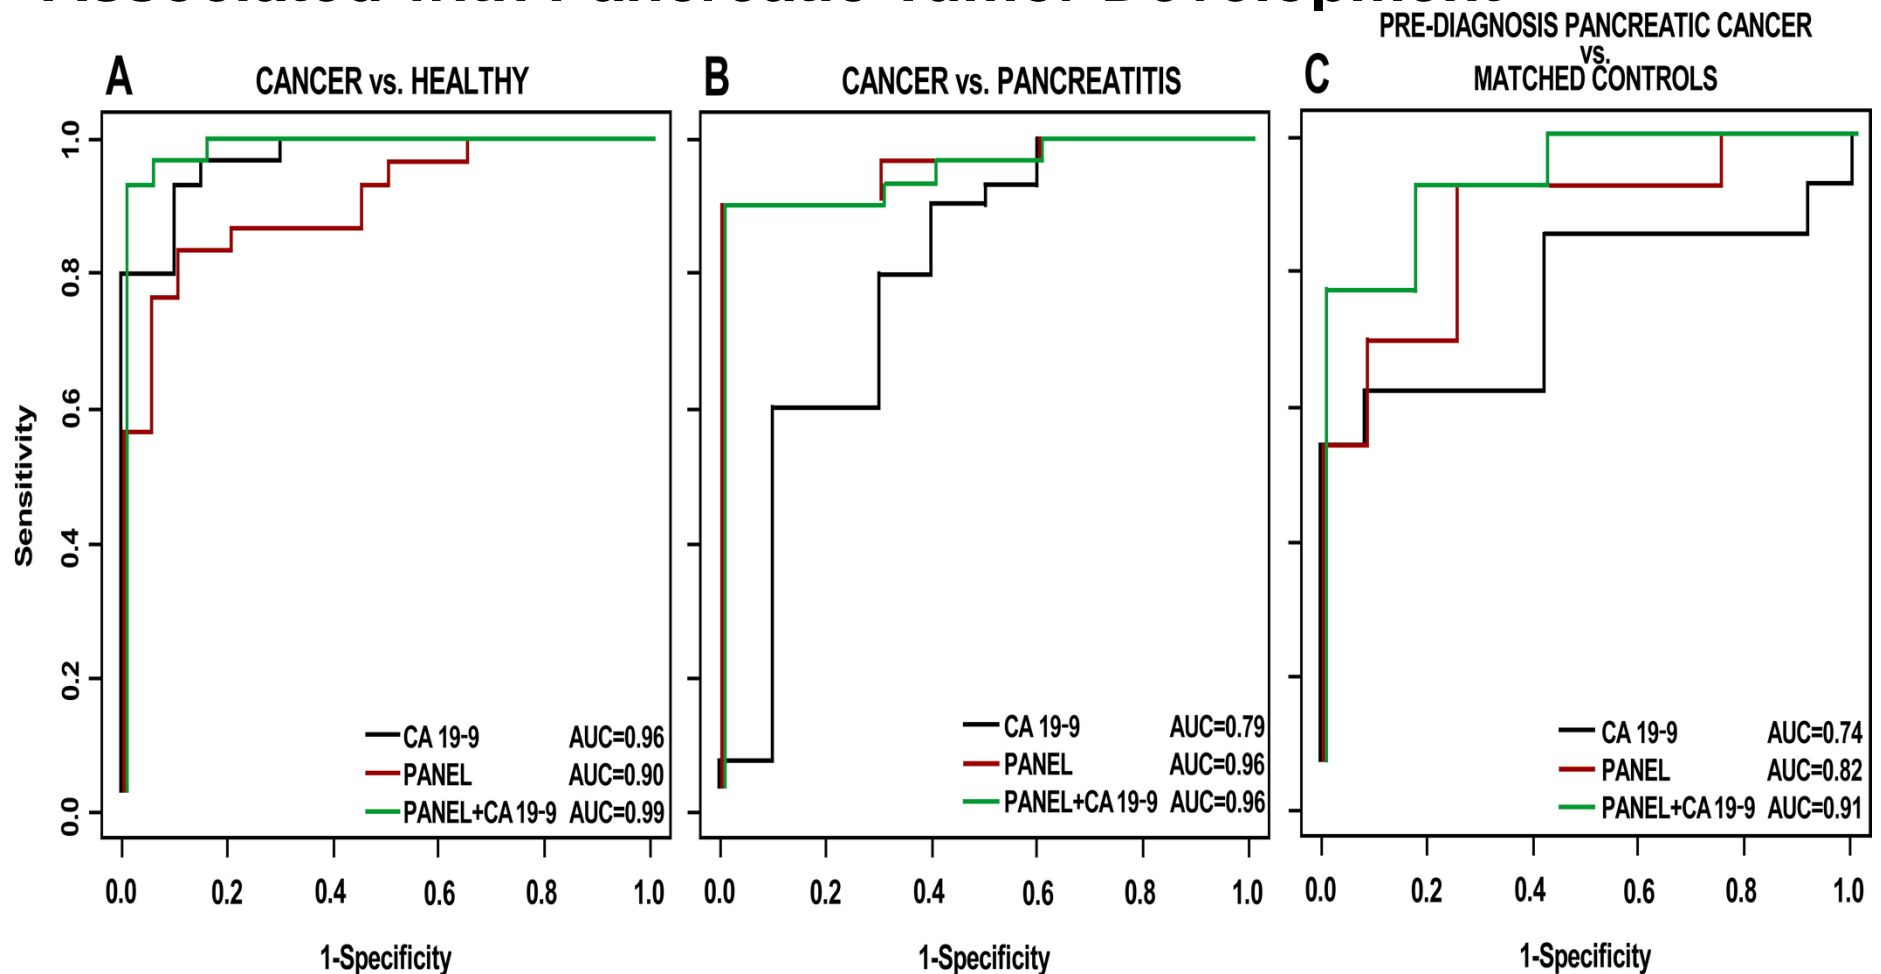 Associated with Pancreatic Tumor Development
A
CANCER vs. HEALTHY
1.0
0.8
0.6
0.4
0.2
0.0
Sensitivity
CA 19-9 AUC=0.96
PANEL AUC=0.90
PANEL+CA 19-9 AUC=0.99
0.0 0.2 0.4 0.6 0.8 1.0
1-Specificity
B
CANCER vs. PANCREATITIS
CA 19-9 AUC=0.79
PANEL AUC=0.96
PANEL+CA 19-9 AUC=0.96
0.0 0.2 0.4 0.6 0.8 1.0
1-Specificity
C
PRE-DIAGNOSIS PANCREATIC CANCER
vs.
MATCHED CONTROLS
CA 19-9 AUC=0.74
PANEL AUC=0.82
PANEL+CA 19-9 AUC=0.91
0.0 0.2 0.4 0.6 0.8 1.0
1-Specificity